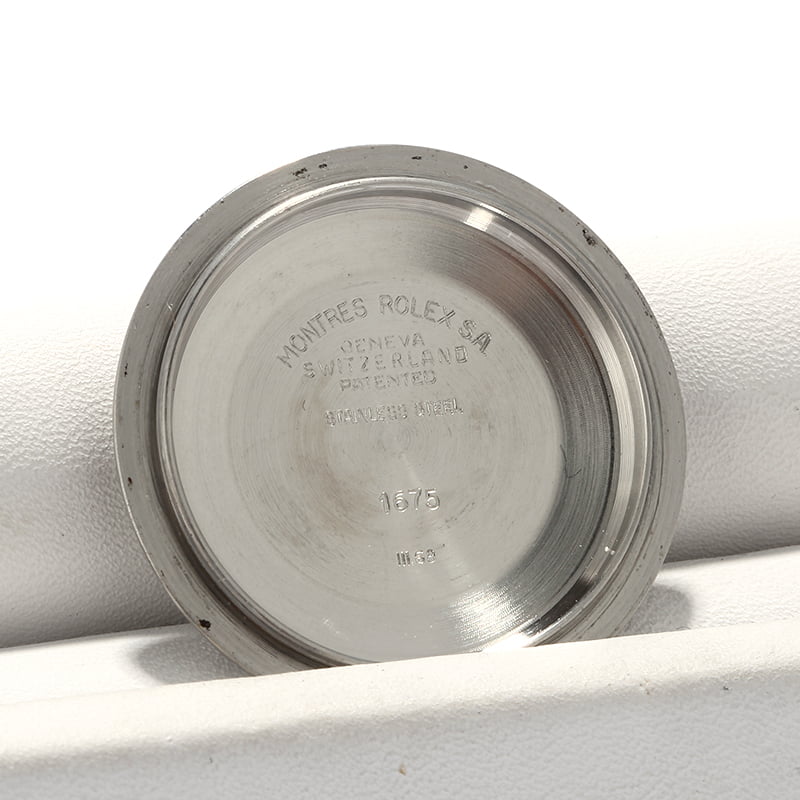 MONTRES ROLEX S.A.
GENEVA
SWITZERLAND
PATENTED
STAINLESS STEEL
1675
III.68